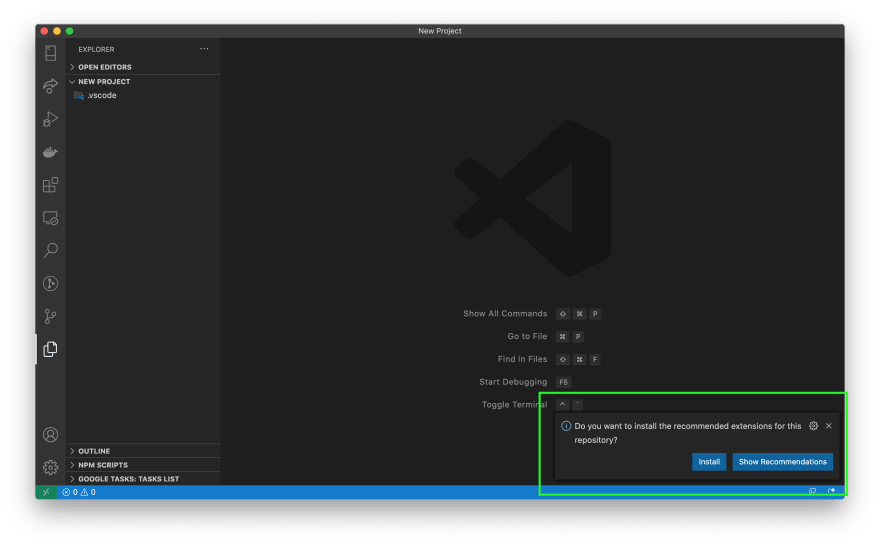 New Project
EXPLORER ...
OPEN EDITORS
NEW PROJECT
.vscode
Show All Commands ⇧ ⌘ P
Go to File ⌘ P
Find in Files ⇧ ⌘ F
Start Debugging F5
Toggle Terminal ^ `
Do you want to install the recommended extensions for this
repository?
Install Show Recommendations
OUTLINE
NPM SCRIPTS
GOOGLE TASKS: TASKS LIST
0 0